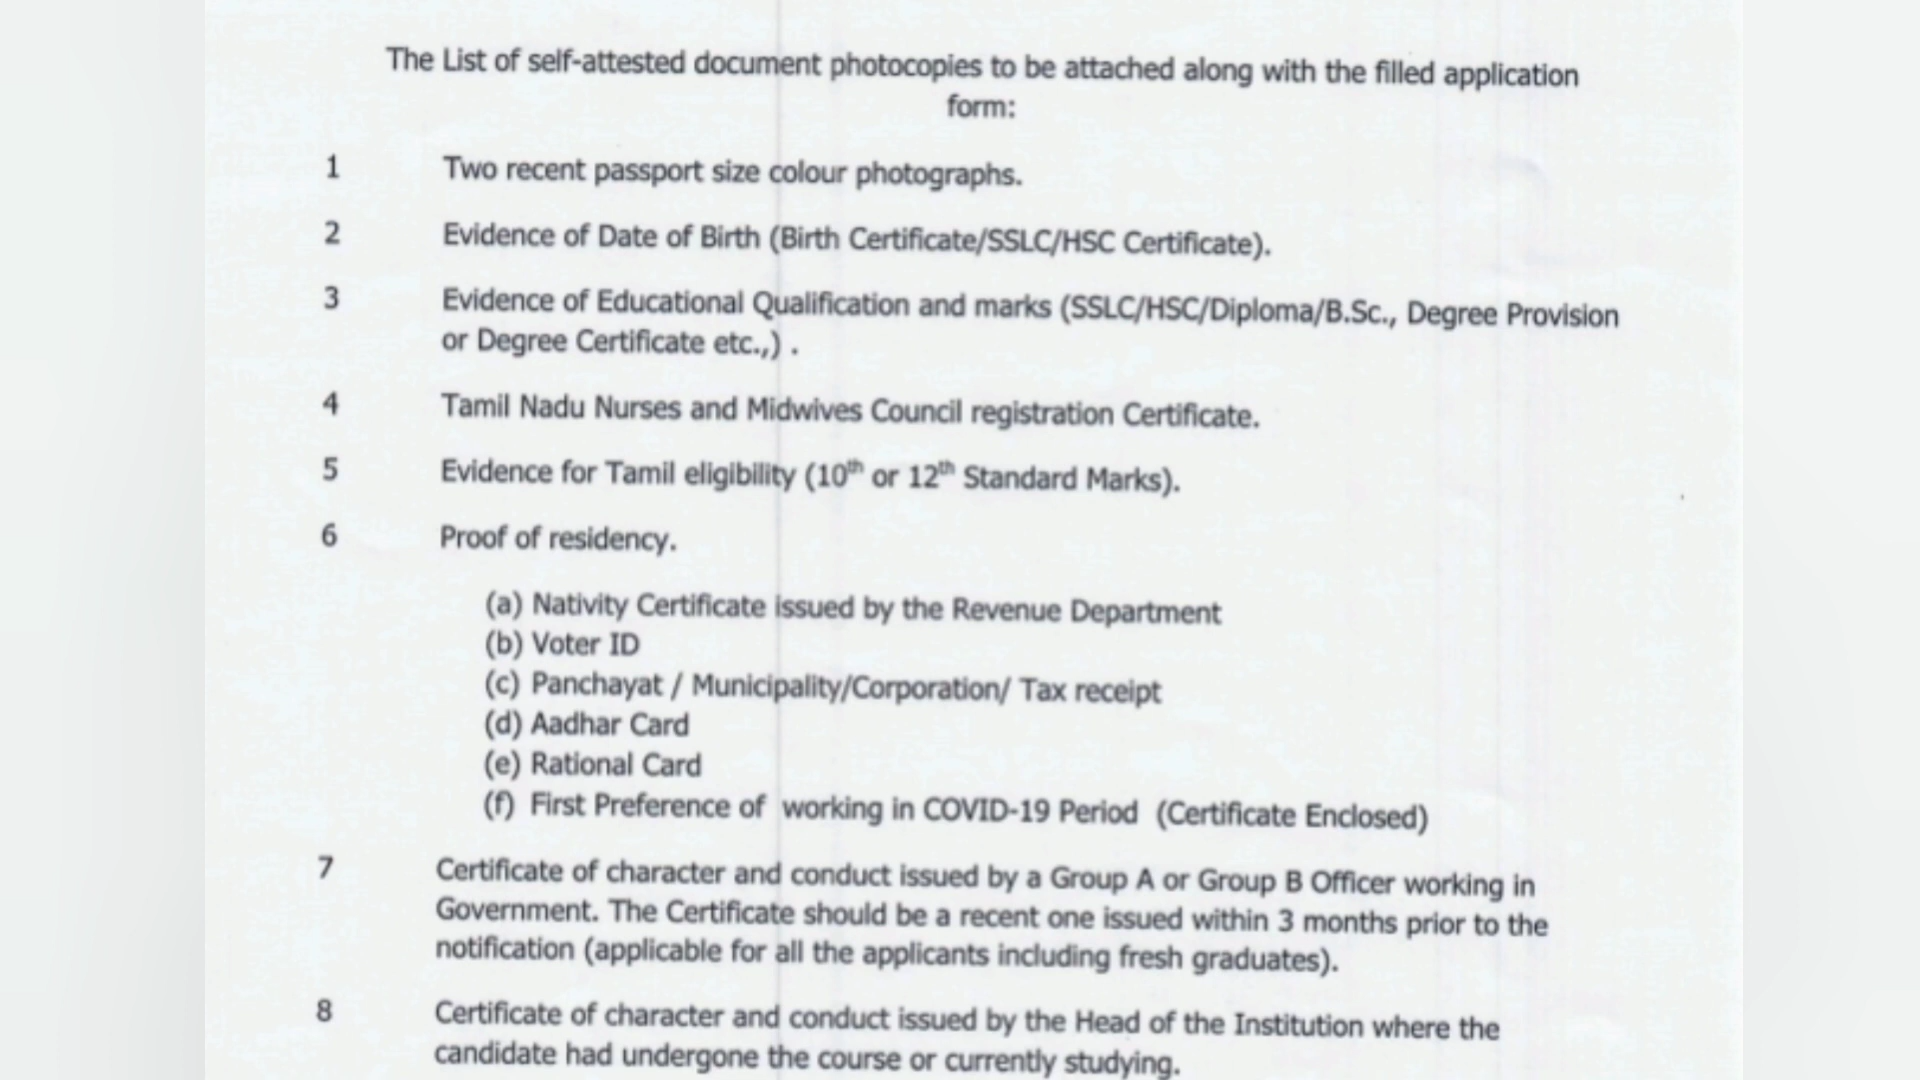 The List of self-attested document photocopies to be attached along with the filled application
form:
1 Two recent passport size colour photographs.
2 Evidence of Date of Birth (Birth Certificate/SSLC/HSC Certificate).
3 Evidence of Educational Qualification and marks (SSLC/HSC/Diploma/B.Sc., Degree Provision
or Degree Certificate etc.,) .
4 Tamil Nadu Nurses and Midwives Council registration Certificate.
5 Evidence for Tamil eligibility (10th or 12th Standard Marks).
6 Proof of residency.
(a) Nativity Certificate issued by the Revenue Department
(b) Voter ID
(c) Panchayat / Municipality/Corporation/ Tax receipt
(d) Aadhar Card
(e) Rational Card
(f) First Preference of working in COVID-19 Period (Certificate Enclosed)
7 Certificate of character and conduct issued by a Group A or Group B Officer working in
Government. The Certificate should be a recent one issued within 3 months prior to the
notification (applicable for all the applicants including fresh graduates).
8 Certificate of character and conduct issued by the Head of the Institution where the
candidate had undergone the course or currently studying.